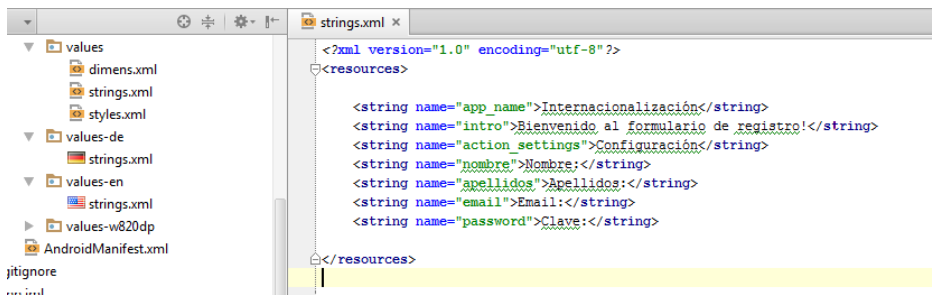 values
dimens.xml
strings.xml
styles.xml
values-de
strings.xml
values-en
strings.xml
values-w820dp
AndroidManifest.xml
gitignore
strings.xml
<?xml version="1.0" encoding="utf-8"?>
<resources>
<string name="app_name">Internacionalización</string>
<string name="intro">Bienvenido al formulario de registro!</string>
<string name="action_settings">Configuración</string>
<string name="nombre">Nombre:</string>
<string name="apellidos">Apellidos:</string>
<string name="email">Email:</string>
<string name="password">Clave:</string>
</resources>